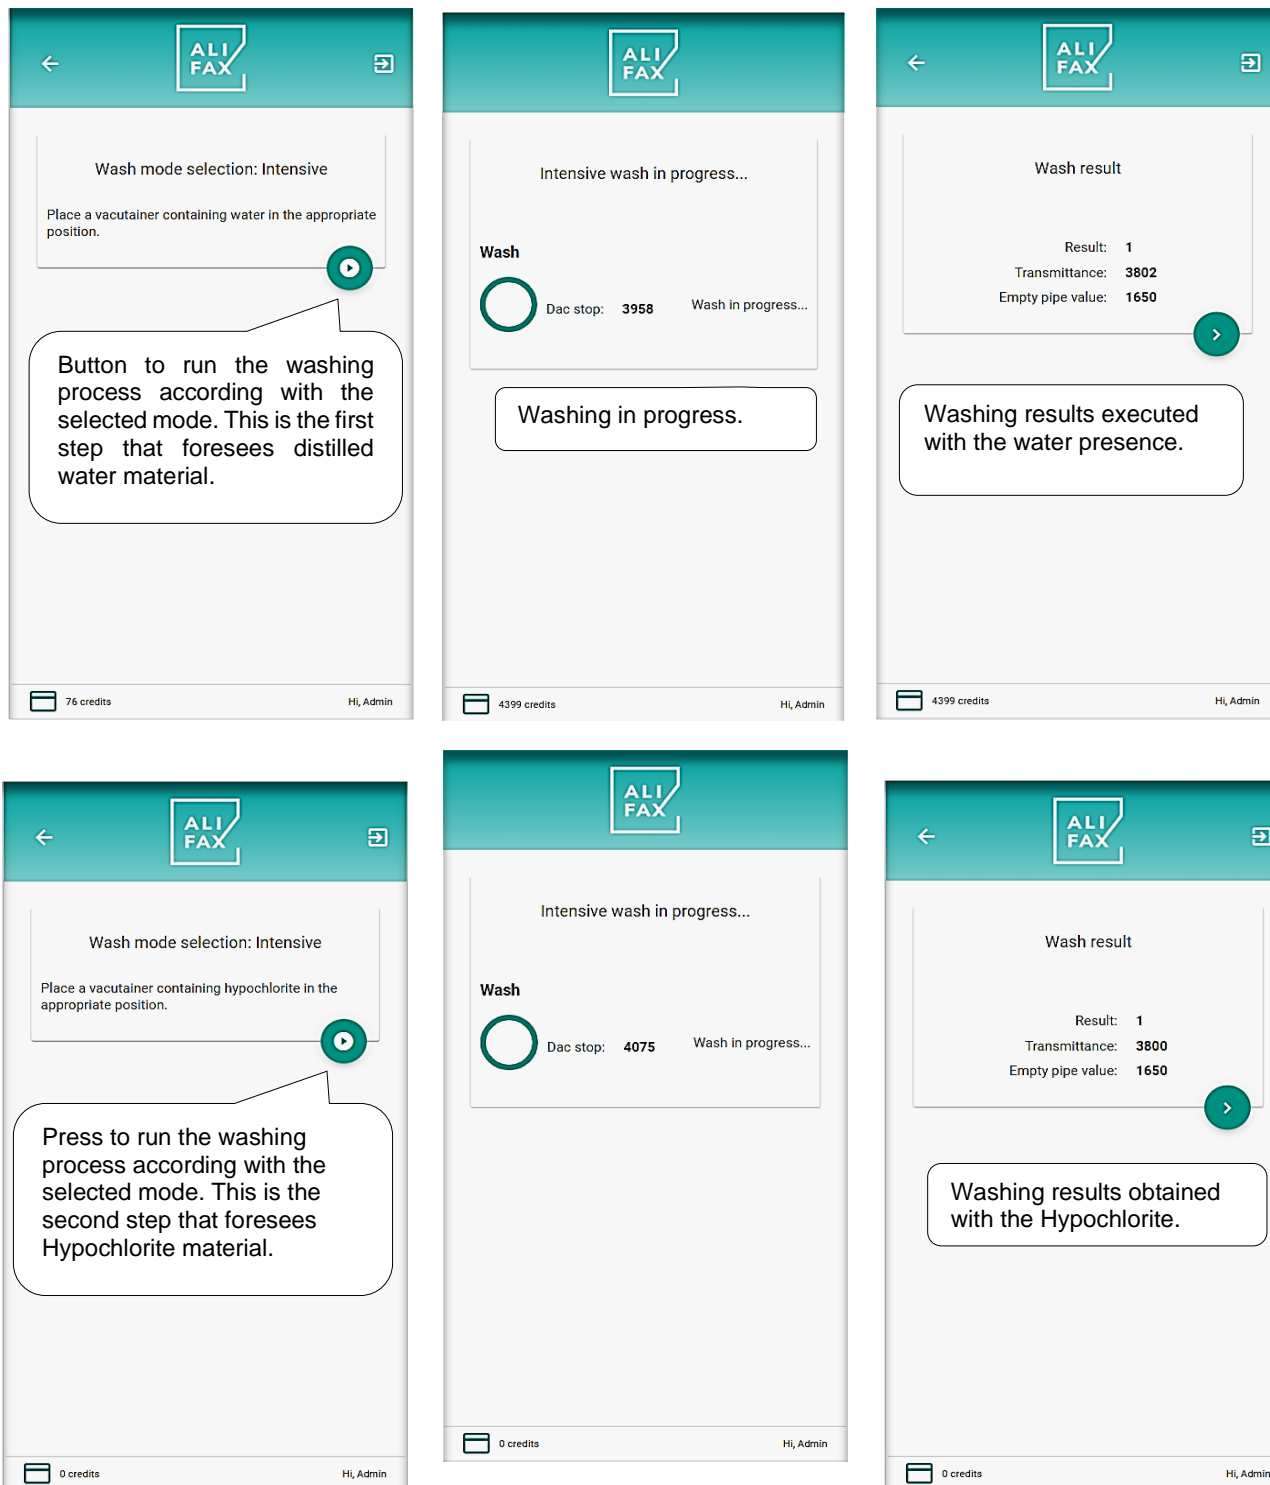 ALI
FAX
Wash mode selection: Intensive
Place a vacutainer containing water in the appropriate
position.
Button to run the washing
process according with the
selected mode. This is the first
step that foresees distilled
water material.
76 credits
Hi, Admin
ALI
FAX
Intensive wash in progress...
Wash
Dac stop: 3958 Wash in progress...
Washing in progress.
4399 credits
Hi, Admin
ALI
FAX
Wash result
Result: 1
Transmittance: 3802
Empty pipe value: 1650
Washing results executed
with the water presence.
4399 credits
Hi, Admin
ALI
FAX
Wash mode selection: Intensive
Place a vacutainer containing hypochlorite in the
appropriate position.
Press to run the washing
process according with the
selected mode. This is the
second step that foresees
Hypochlorite material.
0 credits
Hi, Admin
ALI
FAX
Intensive wash in progress...
Wash
Dac stop: 4075 Wash in progress...
0 credits
Hi, Admin
ALI
FAX
Wash result
Result: 1
Transmittance: 3800
Empty pipe value: 1650
Washing results obtained
with the Hypochlorite.
0 credits
Hi, Admin